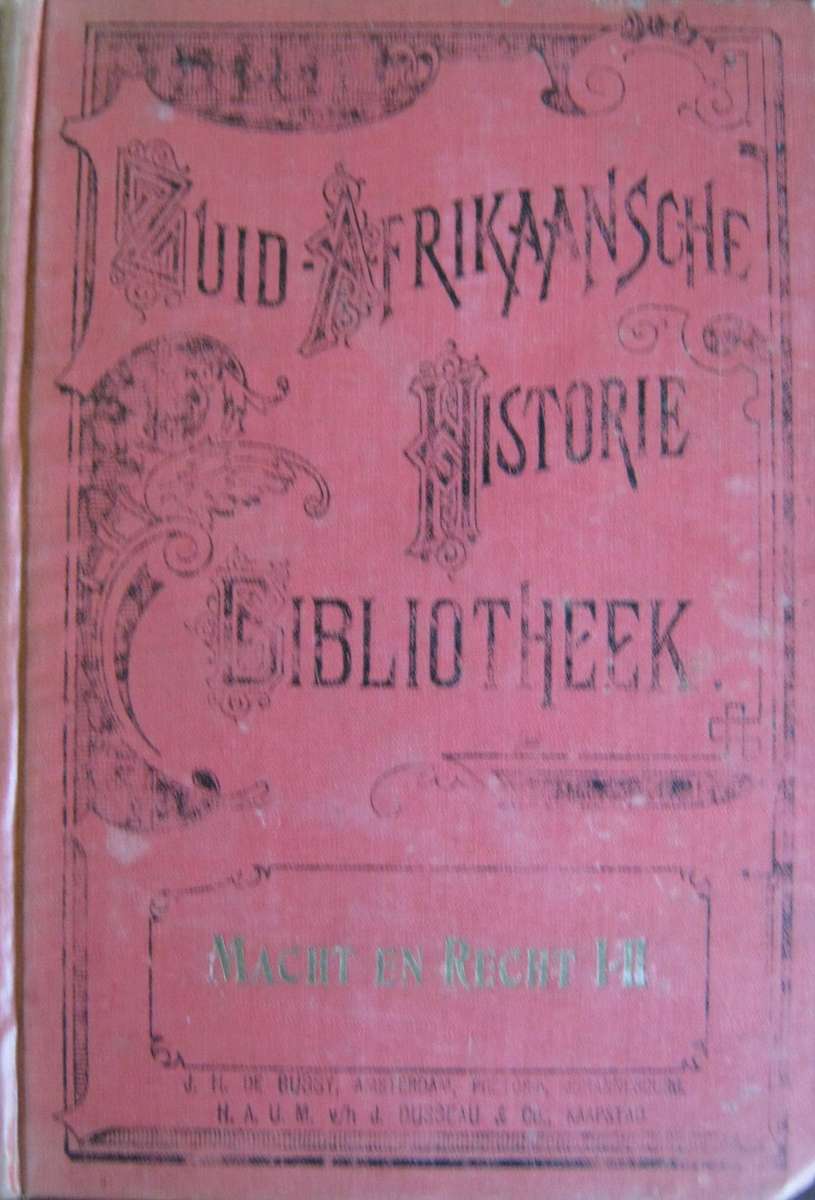 ZUID-AFRIKAANSCHE
HISTORIE
BIBLIOTHEEK.
MACHT EN RECHT I-II
J. H. DE BUSSY, AMSTERDAM, PRETORIA, JOHANNESBURG
H. A. U. M. v/h J. DUSSEAU & Co., KAAPSTAD